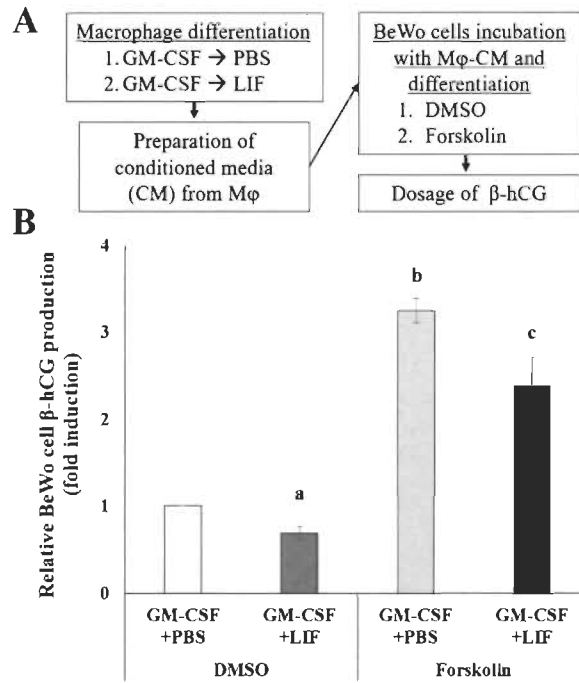 A
Macrophage differentiation
1. GM-CSF → PBS
2. GM-CSF → LIF
Preparation of
conditioned media
(CM) from Mφ
BeWo cells incubation
with Mφ-CM and
differentiation
1. DMSO
2. Forskolin
Dosage of β-hCG
B
Relative BeWo cell β-hCG production
(fold induction)
4
3
2
1
0
a
b
c
GM-CSF
+PBS
GM-CSF
+LIF
GM-CSF
+PBS
GM-CSF
+LIF
DMSO
Forskolin